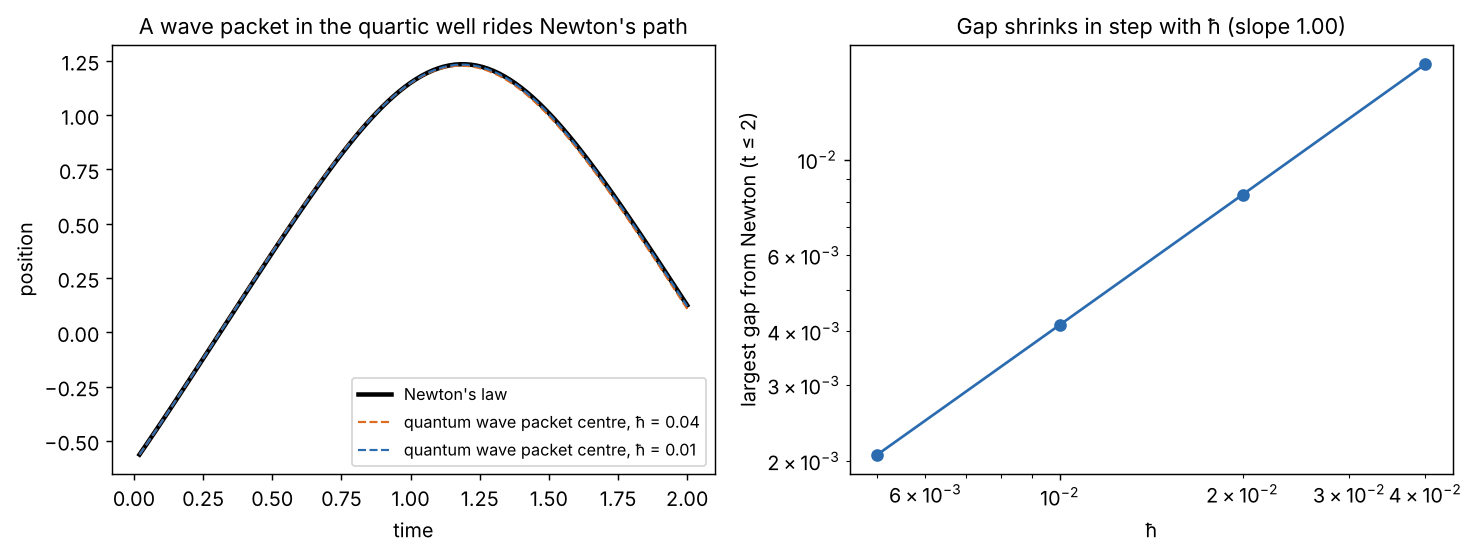 A wave packet in the quartic well rides Newton's path
position
1.25
1.00
0.75
0.50
0.25
0.00
−0.25
−0.50
Newton's law
quantum wave packet centre, ħ = 0.04
quantum wave packet centre, ħ = 0.01
0.00 0.25 0.50 0.75 1.00 1.25 1.50 1.75 2.00
time
Gap shrinks in step with ħ (slope 1.00)
largest gap from Newton (t ≤ 2)
10⁻²
6 × 10⁻³
4 × 10⁻³
3 × 10⁻³
2 × 10⁻³
6 × 10⁻³ 10⁻² 2 × 10⁻² 3 × 10⁻² 4 × 10⁻²
ħ